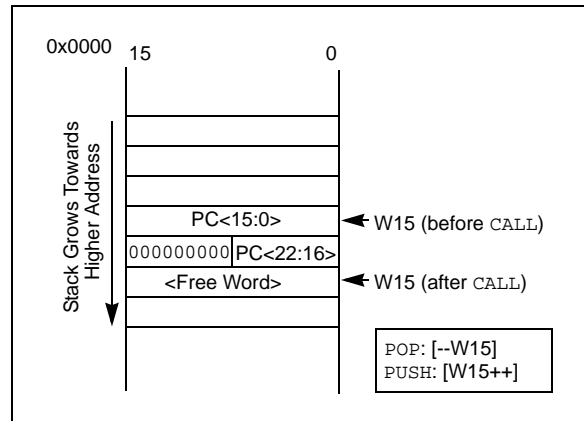 0x0000
15
0
Stack Grows Towards
Higher Address
PC<15:0>
W15 (before CALL)
000000000
PC<22:16>
<Free Word>
W15 (after CALL)
POP: [--W15]
PUSH: [W15++]